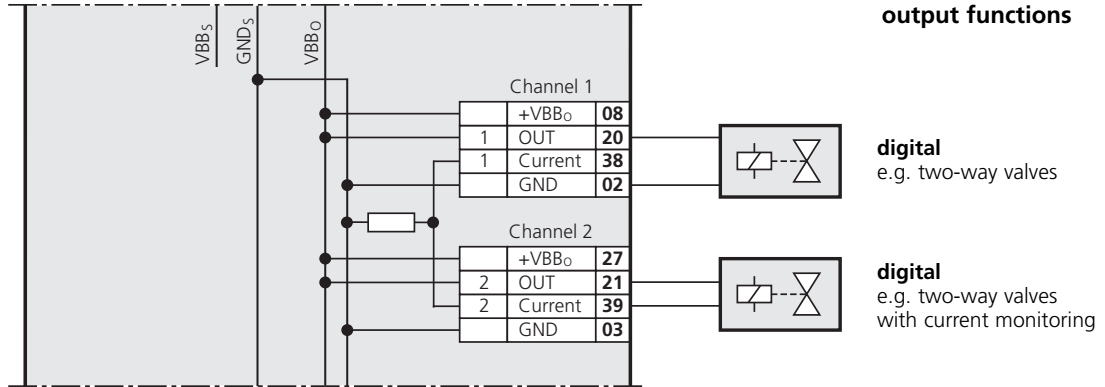 output functions
VBBS
GNDS
VBBO
Channel 1
+VBBO 08
1 OUT 20
1 Current 38
GND 02
digital
e.g. two-way valves
Channel 2
+VBBO 27
2 OUT 21
2 Current 39
GND 03
digital
e.g. two-way valves
with current monitoring